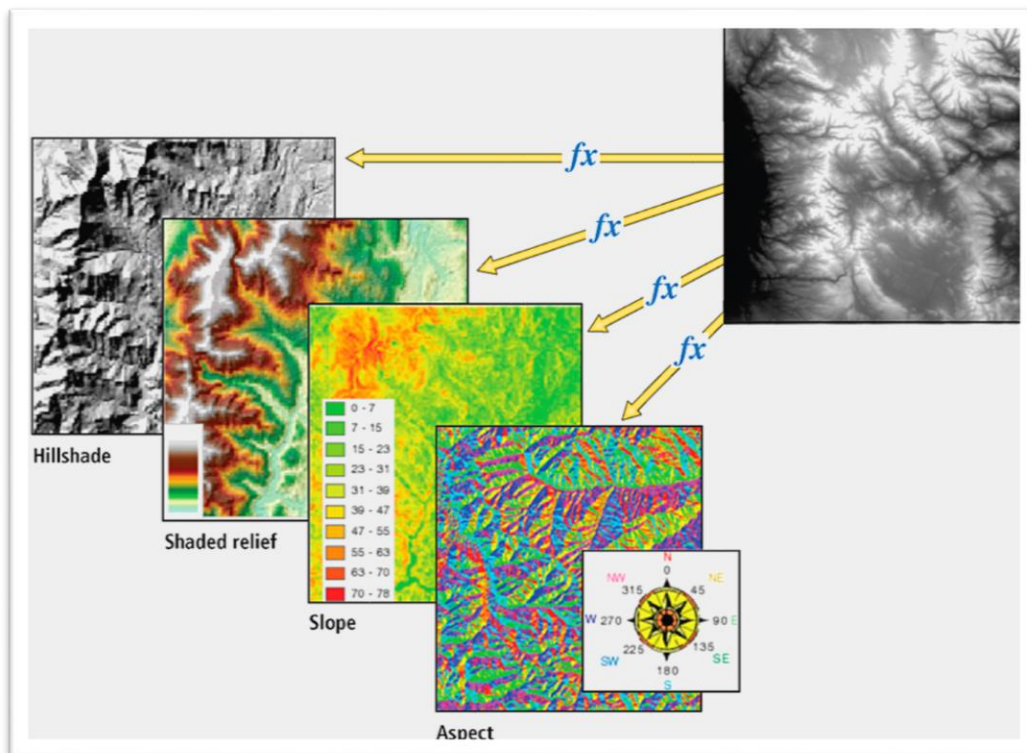 fx
fx
fx
fx
Hillshade
Shaded relief
0 - 7
7 - 15
15 - 23
23 - 31
31 - 39
39 - 47
47 - 55
55 - 63
63 - 70
70 - 78
Slope
N
0
NW NE
315 45
W 270 90 E
225 135
SW SE
180
S
Aspect